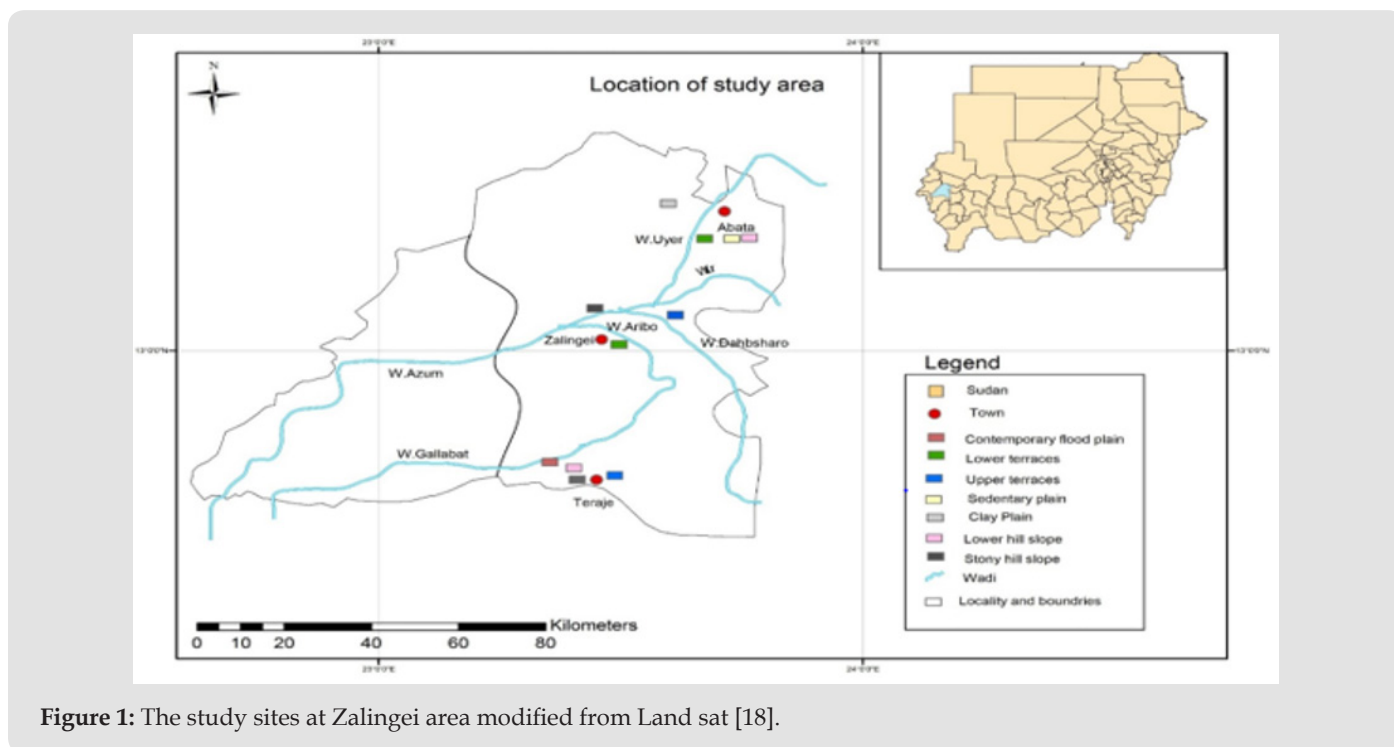 23°0'0"E
24°0'0"E
N
Location of study area
Abata
W.Uyer
W.Aribo
Zalingei
W.Dahbsharo
13°0'0"N
13°0'0"N
W.Azum
W.Gallabat
Teraje
Legend
Sudan
Town
Contemporary flood plain
Lower terraces
Upper terraces
Sedentary plain
Clay Plain
Lower hill slope
Stony hill slope
Wadi
Locality and boundries
Kilometers
0 10 20 40 60 80
23°0'0"E
24°0'0"E
Figure 1: The study sites at Zalingei area modified from Land sat [18].